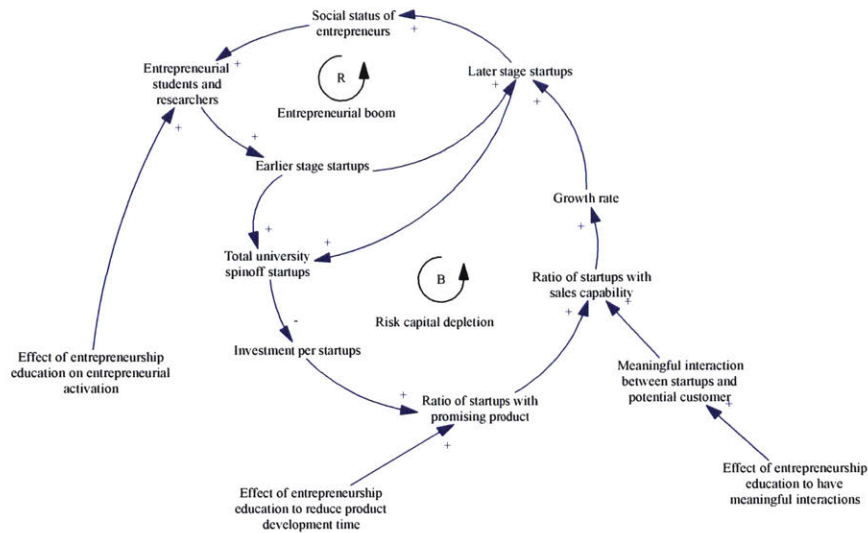 Social status of
entrepreneurs
+
+
Entrepreneurial
students and
researchers
R
Later stage startups
+
+
Entrepreneurial boom
+
+
Earlier stage startups
Growth rate
+
+
+
Total university
spinoff startups
B
Ratio of startups with
sales capability
+
+
Risk capital depletion
-
Investment per startups
Effect of entrepreneurship
education on entrepreneurial
activation
Meaningful interaction
between startups and
potential customer
+
+
Ratio of startups with
promising product
+
Effect of entrepreneurship
education to have
meaningful interactions
Effect of entrepreneurship
education to reduce product
development time